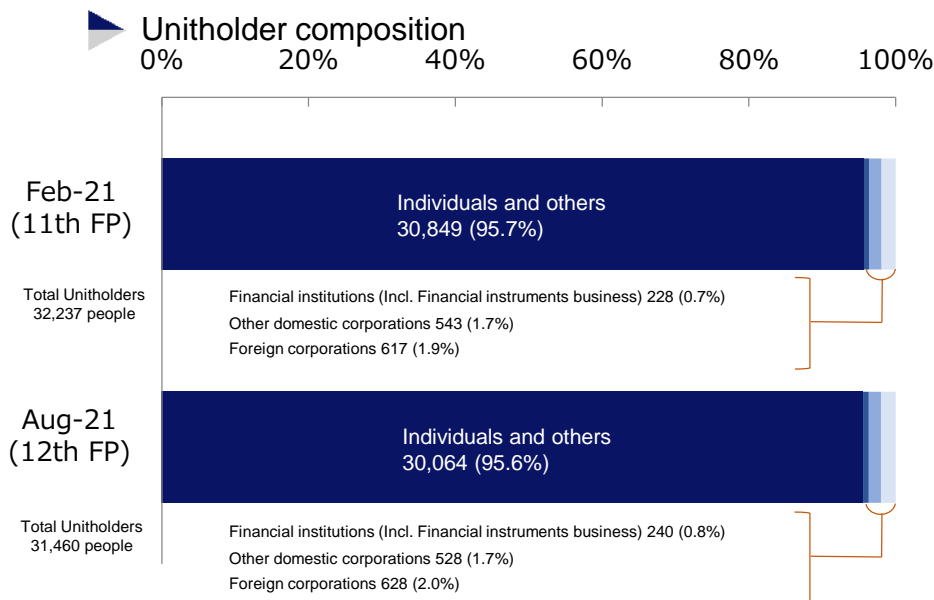 Unitholder composition
0% 20% 40% 60% 80% 100%
Feb-21
(11th FP)
Individuals and others
30,849 (95.7%)
Total Unitholders
32,237 people
Financial institutions (Incl. Financial instruments business) 228 (0.7%)
Other domestic corporations 543 (1.7%)
Foreign corporations 617 (1.9%)
Aug-21
(12th FP)
Individuals and others
30,064 (95.6%)
Total Unitholders
31,460 people
Financial institutions (Incl. Financial instruments business) 240 (0.8%)
Other domestic corporations 528 (1.7%)
Foreign corporations 628 (2.0%)